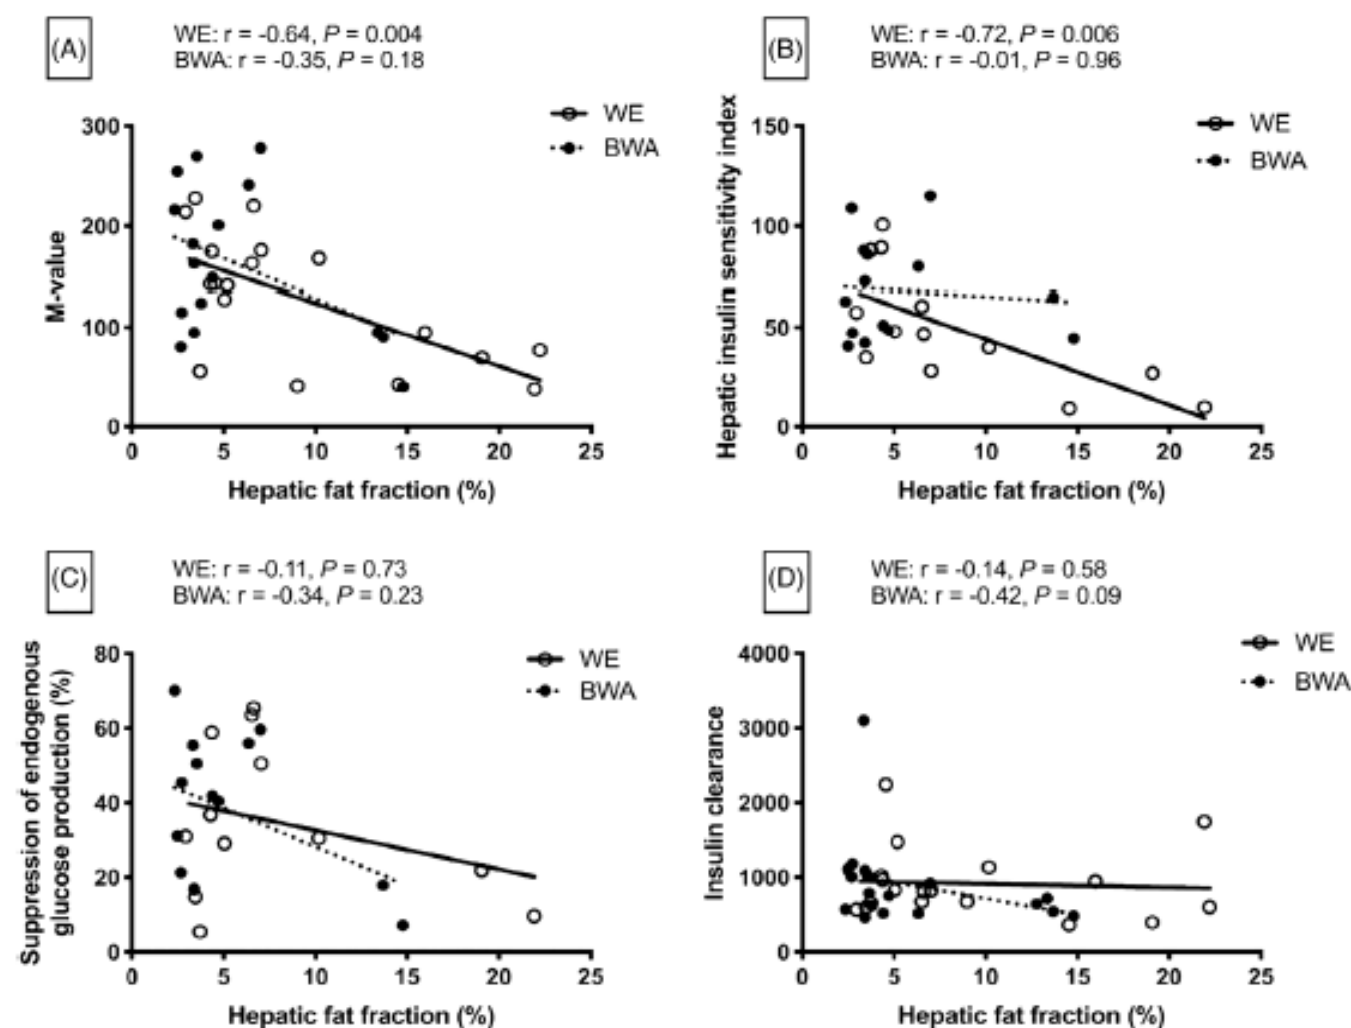 (A)
WE: r = -0.64, P = 0.004
BWA: r = -0.35, P = 0.18
WE
BWA
M-value
300
200
100
0
0 5 10 15 20 25
Hepatic fat fraction (%)
(B)
WE: r = -0.72, P = 0.006
BWA: r = -0.01, P = 0.96
WE
BWA
Hepatic insulin sensitivity index
150
100
50
0
0 5 10 15 20 25
Hepatic fat fraction (%)
(C)
WE: r = -0.11, P = 0.73
BWA: r = -0.34, P = 0.23
WE
BWA
Suppression of endogenous
glucose production (%)
80
60
40
20
0
0 5 10 15 20 25
Hepatic fat fraction (%)
(D)
WE: r = -0.14, P = 0.58
BWA: r = -0.42, P = 0.09
WE
BWA
Insulin clearance
4000
3000
2000
1000
0
0 5 10 15 20 25
Hepatic fat fraction (%)